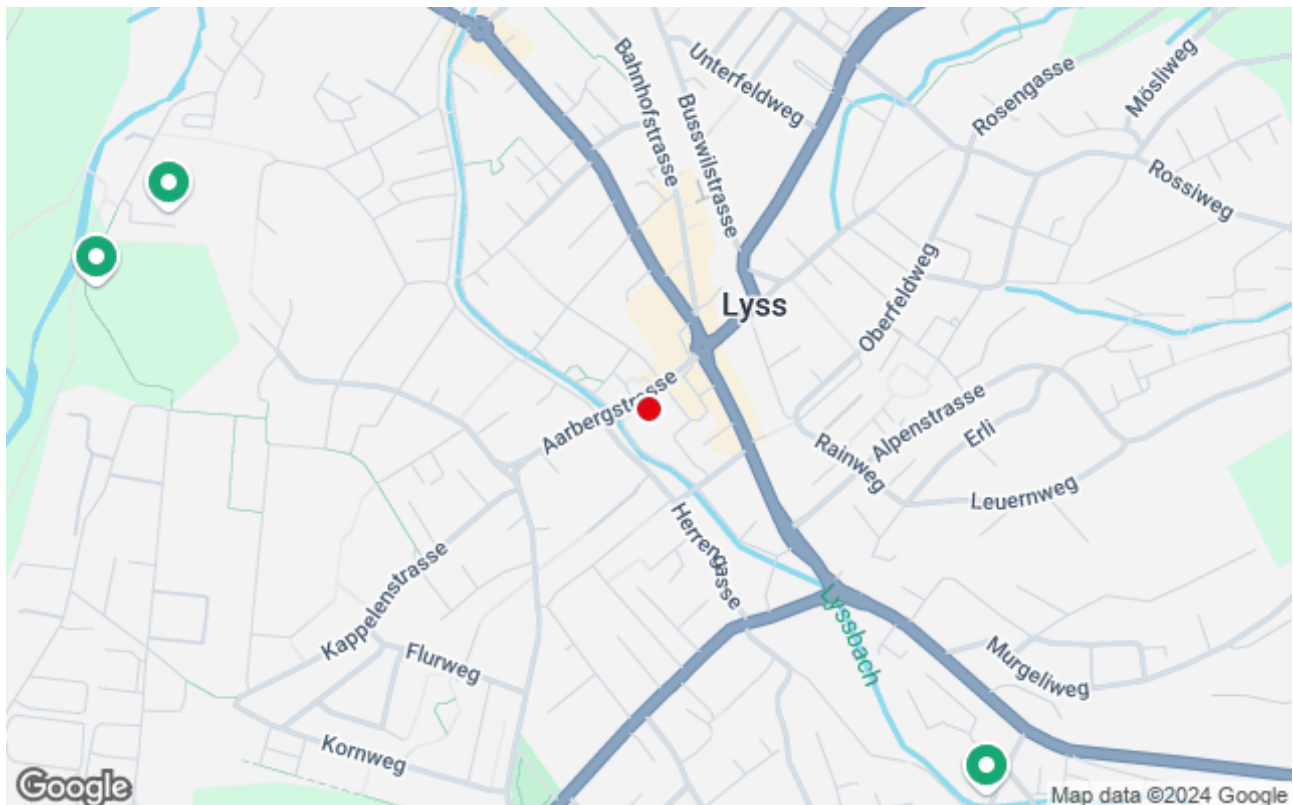 Bahnhofstrasse
Busswilstrasse
Unterfeldweg
Rosengasse
Mösliweg
Rossiweg
Oberfeldweg
Lyss
Aarbergstrasse
Alpenstrasse
Erli
Rainweg
Leuernweg
Herrengasse
Kappelenstrasse
Flurweg
Kornweg
Lyssbach
Murgeliweg
Google
Map data ©2024 Google